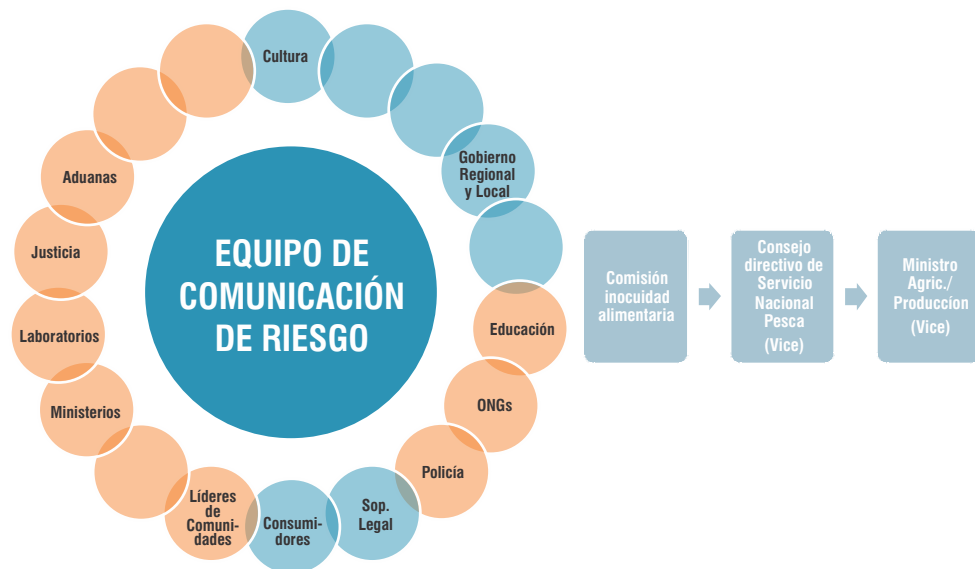 Cultura
Gobierno
Regional
y Local
Educación
ONGs
Policía
Sop.
Legal
Consumi-
dores
Líderes
de
Comuni-
dades
Ministerios
Laboratorios
Justicia
Aduanas
EQUIPO DE
COMUNICACIÓN
DE RIESGO
Comisión
inocuidad
alimentaria
Consejo
directivo de
Servicio
Nacional
Pesca
(Vice)
Ministro
Agric./
Produccíon
(Vice)